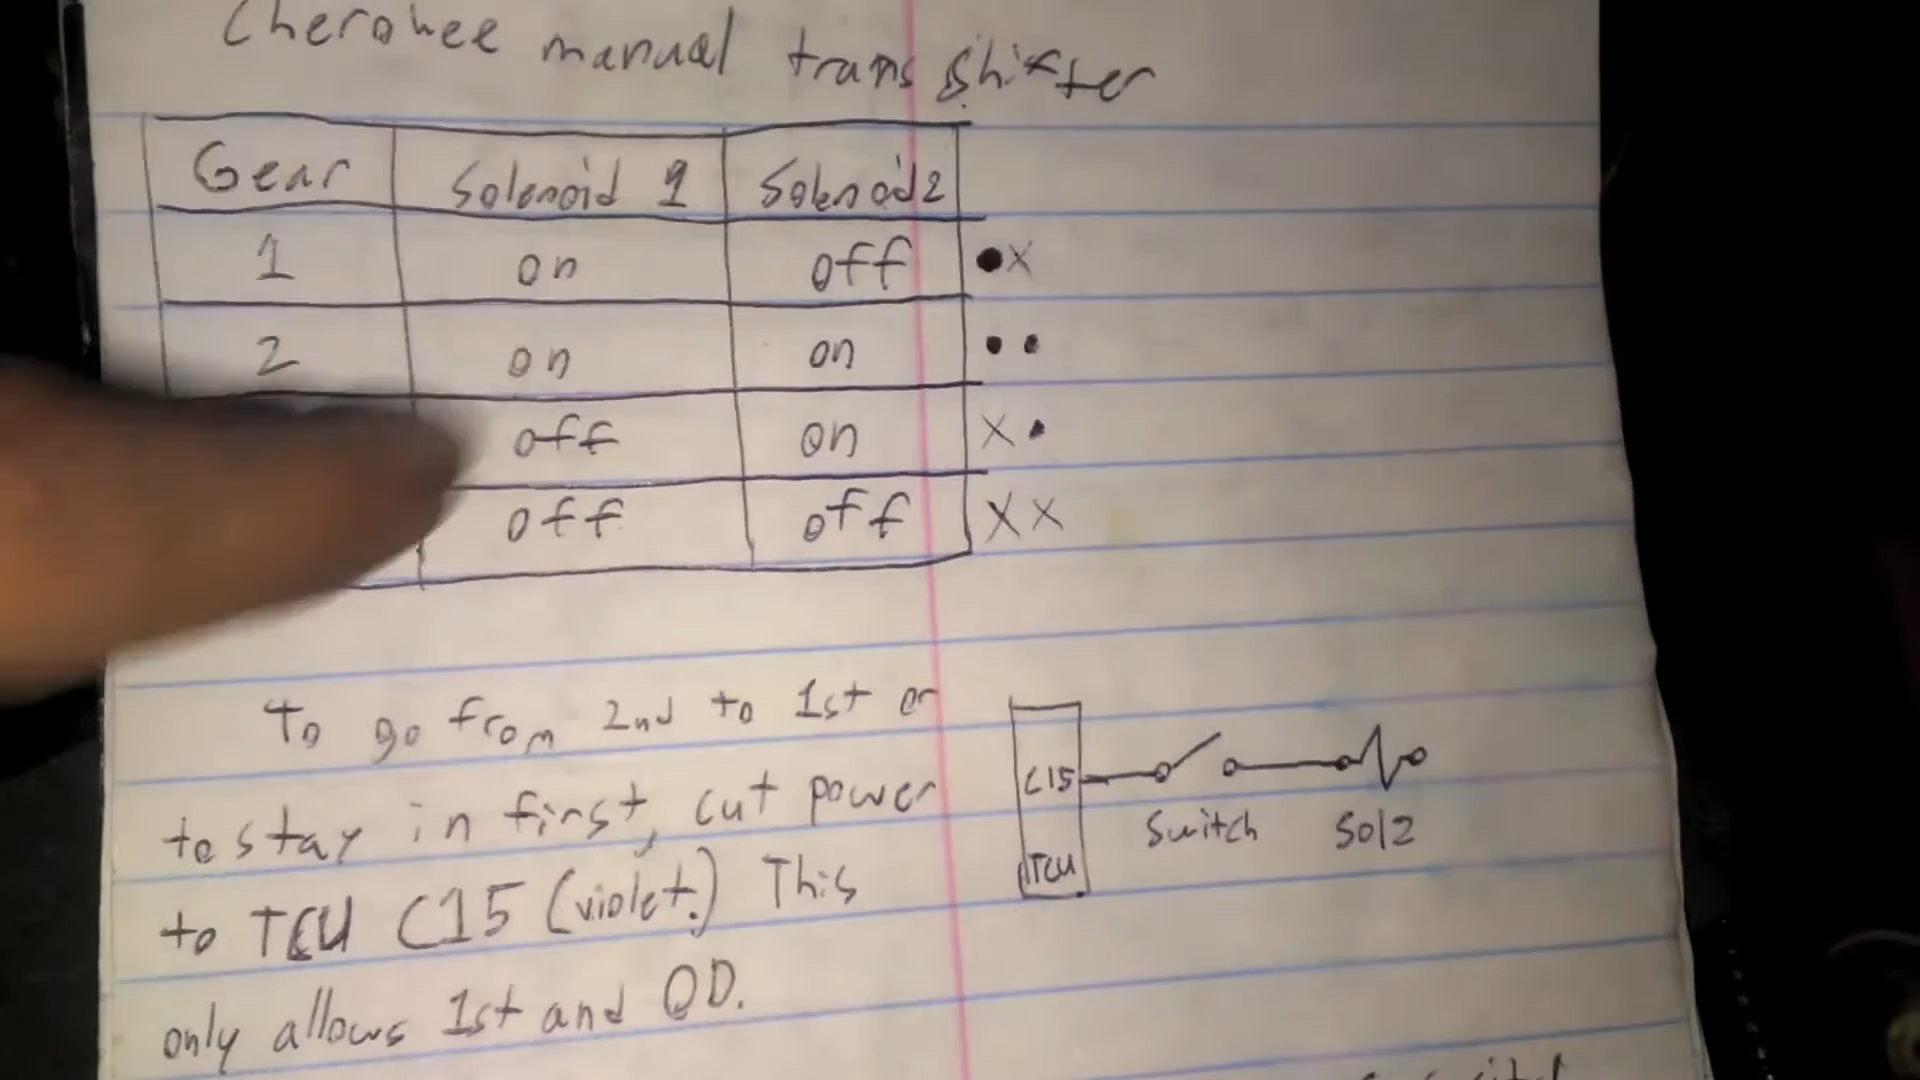 Cherokee manual trans shifter
Gear Solenoid 1 Solenoid 2
1 on off ●X
2 on on ● ●
off on X ●
off off X X
To go from 2nd to 1st or
to stay in first, cut power
to TCU C15 (violet.) This
only allows 1st and OD.
C15
TCU
Switch
Sol2